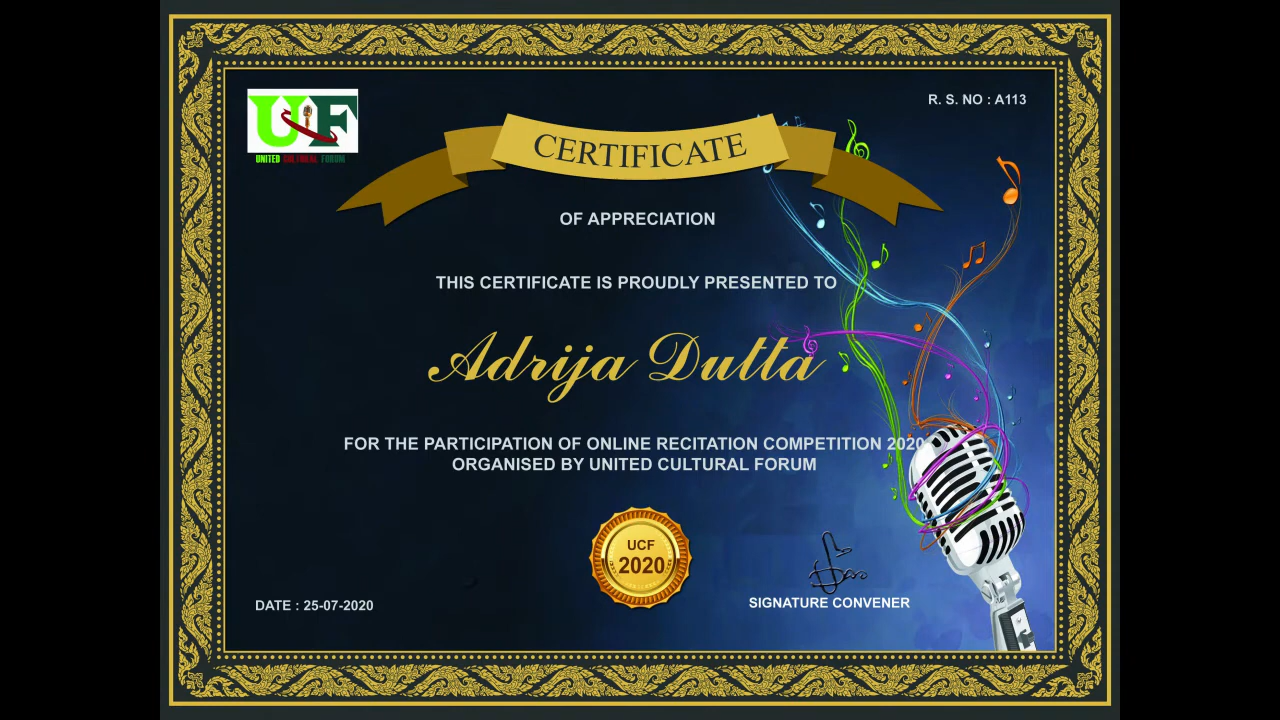 UCF
UNITED CULTURAL FORUM
R. S. NO : A113
CERTIFICATE
OF APPRECIATION
THIS CERTIFICATE IS PROUDLY PRESENTED TO
Adrija Dutta
FOR THE PARTICIPATION OF ONLINE RECITATION COMPETITION 2020
ORGANISED BY UNITED CULTURAL FORUM
UCF
2020
DATE : 25-07-2020
SIGNATURE CONVENER